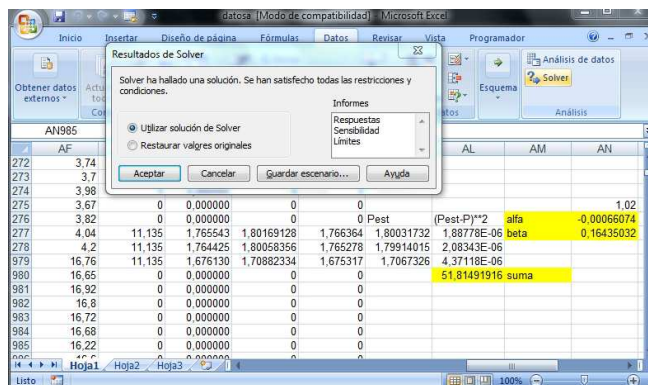 datosa [Modo de compatibilidad] - Microsoft Excel
Inicio Insertar Diseño de página Fórmulas Datos Revisar Vista Programador
Obtener datos externos
Esquema
Análisis de datos
Solver
Análisis
Resultados de Solver
Solver ha hallado una solución. Se han satisfecho todas las restricciones y
condiciones.
Informes
Utilizar solución de Solver
Restaurar valores originales
Respuestas
Sensibilidad
Límites
Aceptar Cancelar Guardar escenario... Ayuda
AN985
AF AL AM AN
272 3,74
273 3,7
274 3,98
275 3,67 0 0,000000 0 0 1,02
276 3,82 0 0,000000 0 0 Pest (Pest-P)**2 alfa -0,00066074
277 4,04 11,135 1,765543 1,80169128 1,766364 1,80031732 1,88778E-06 beta 0,16435032
278 4,2 11,135 1,764425 1,80058356 1,765278 1,79914015 2,08343E-06
979 16,76 11,135 1,676130 1,70882334 1,675317 1,7067326 4,37118E-06
980 16,65 0 0,000000 0 0 51,81491916 suma
981 16,92 0 0,000000 0 0
982 16,8 0 0,000000 0 0
983 16,72 0 0,000000 0 0
984 16,68 0 0,000000 0 0
985 16,22 0 0,000000 0 0
Hoja1 Hoja2 Hoja3
Listo 100%